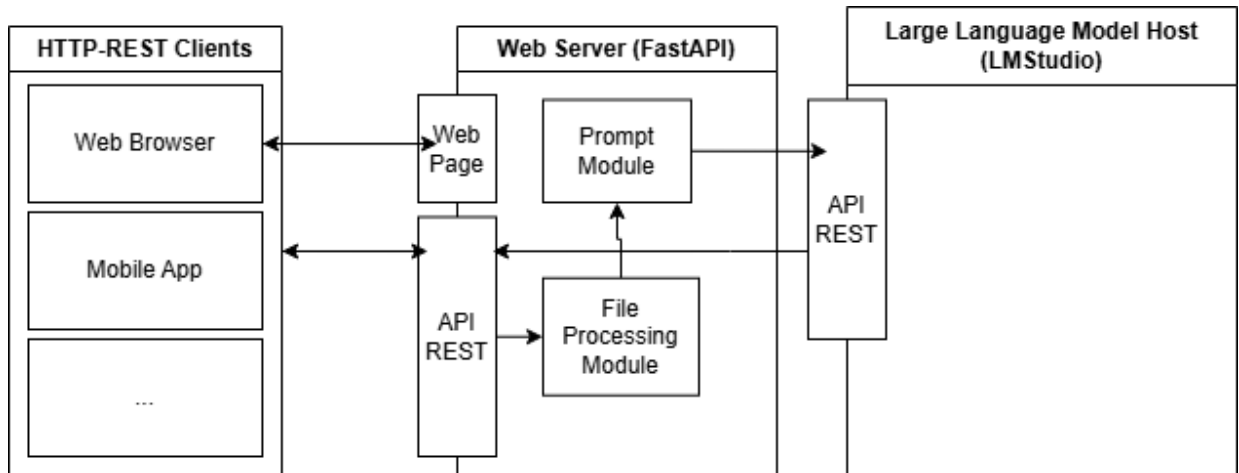 HTTP-REST Clients
Web Browser
Mobile App
...
Web Server (FastAPI)
Web
Page
API
REST
Prompt
Module
File
Processing
Module
Large Language Model Host
(LMStudio)
API
REST